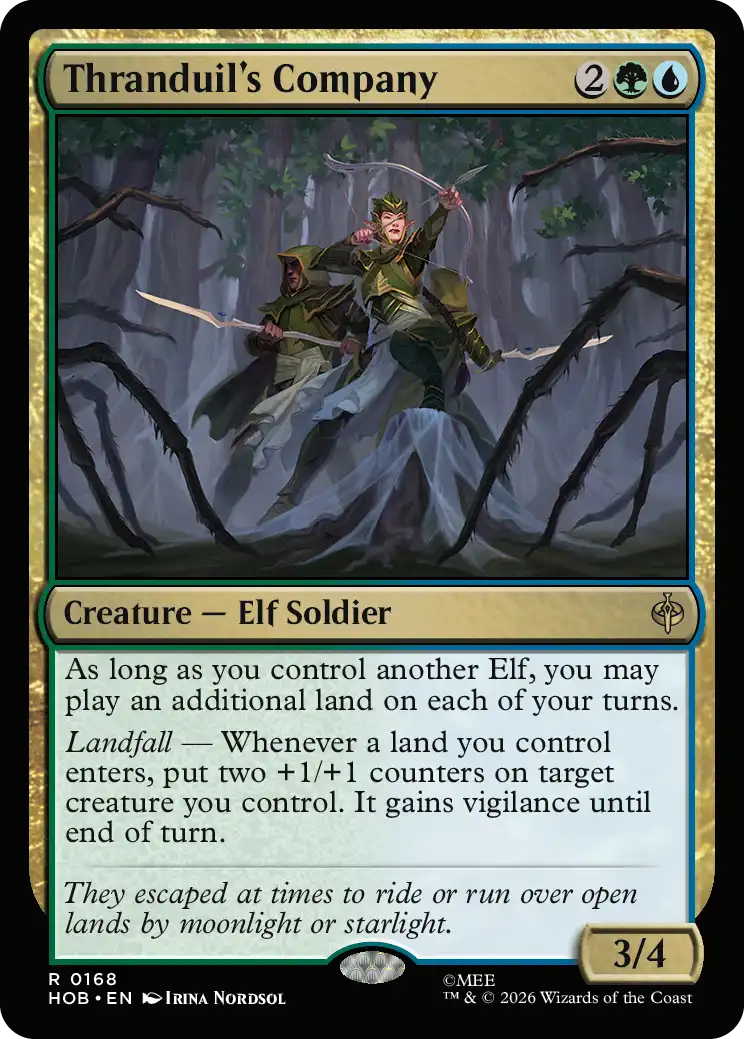 Thranduil's Company 2
Creature — Elf Soldier
As long as you control another Elf, you may
play an additional land on each of your turns.
Landfall — Whenever a land you control
enters, put two +1/+1 counters on target
creature you control. It gains vigilance until
end of turn.
They escaped at times to ride or run over open
lands by moonlight or starlight.
3/4
R 0168
HOB • EN Irina Nordsol
©MEE
™ & © 2026 Wizards of the Coast